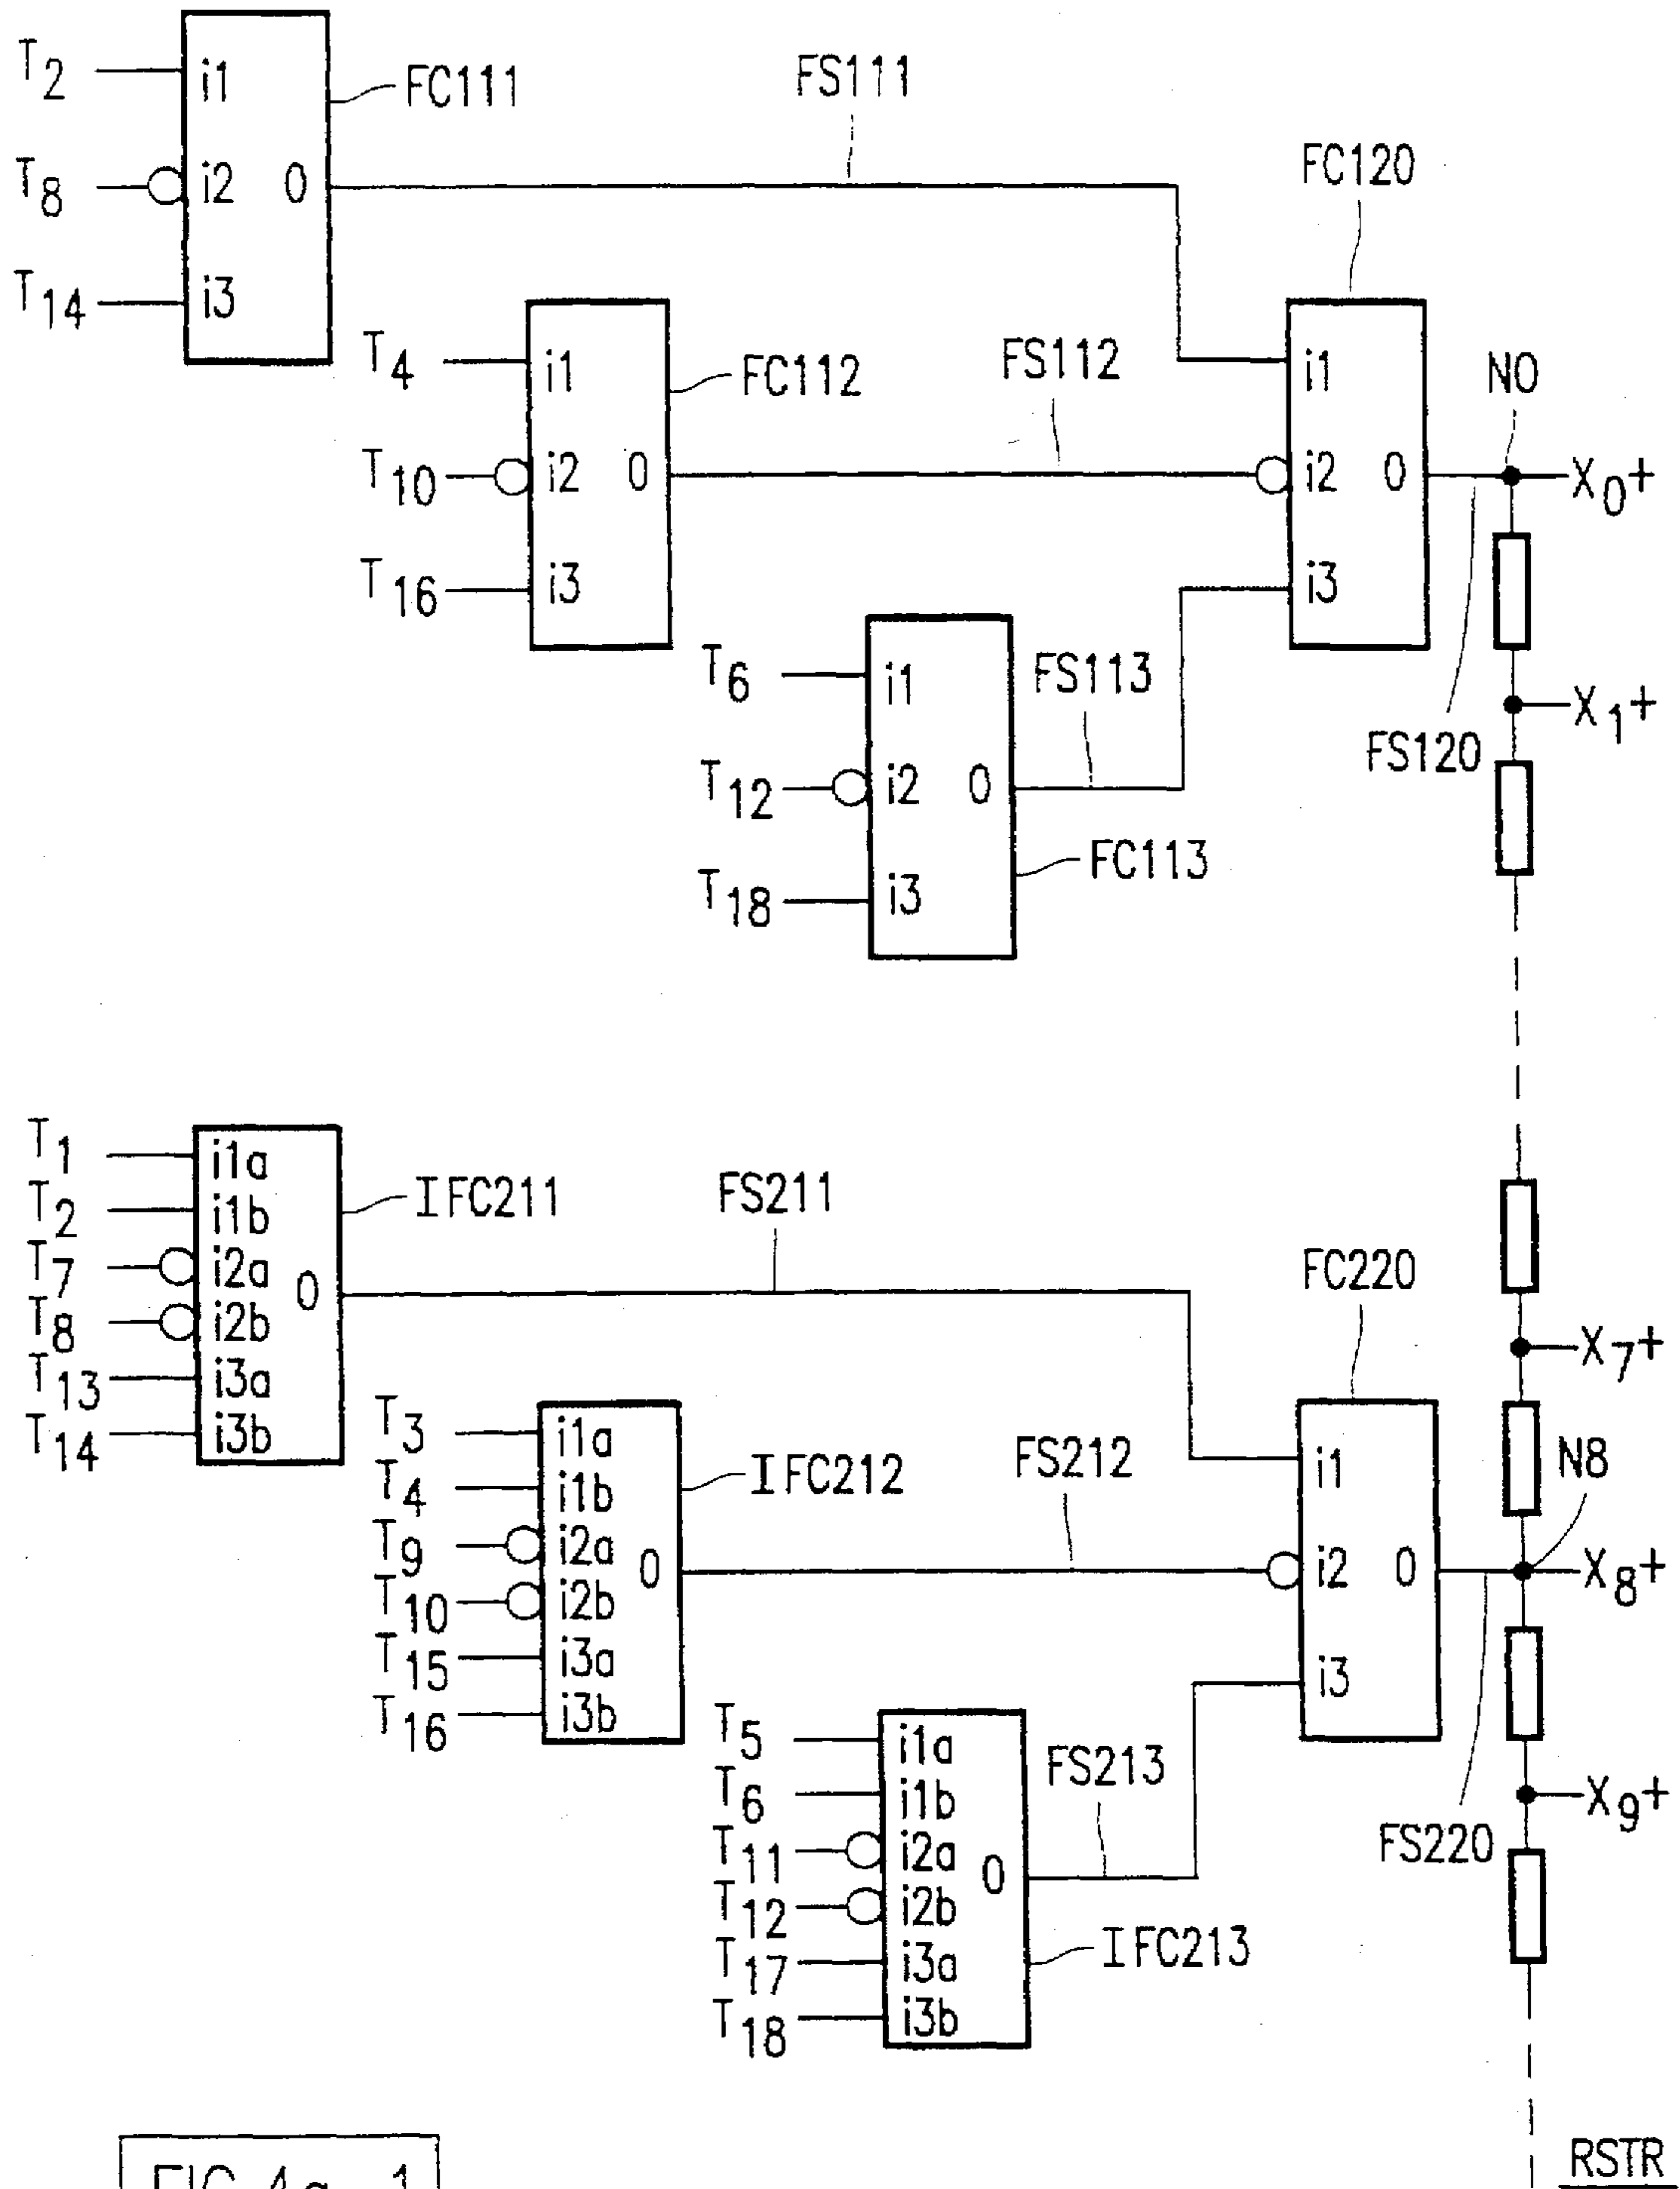 T2 i1 FC111 FS111
T8 i2 0 FC120
T14 i3
T4 i1 FC112 FS112 i1 N0
T10 i2 0 i2 0 X0+
T16 i3 i3
T6 i1 FS113 X1+
FS120
T12 i2 0
FC113
T18 i3
T1 i1a IFC211 FS211
T2 i1b
T7 i2a 0 FC220
T8 i2b X7+
T13 i3a
T14 i3b
T3 i1a IFC212 FS212 i1 N8
T4 i1b
T9 i2a 0 i2 0 X8+
T10 i2b
T15 i3a i3
T16 i3b
T5 i1a FS213
T6 i1b X9+
T11 i2a 0 FS220
T12 i2b
T17 i3a IFC213
T18 i3b
RSTR
FIG.4a-1